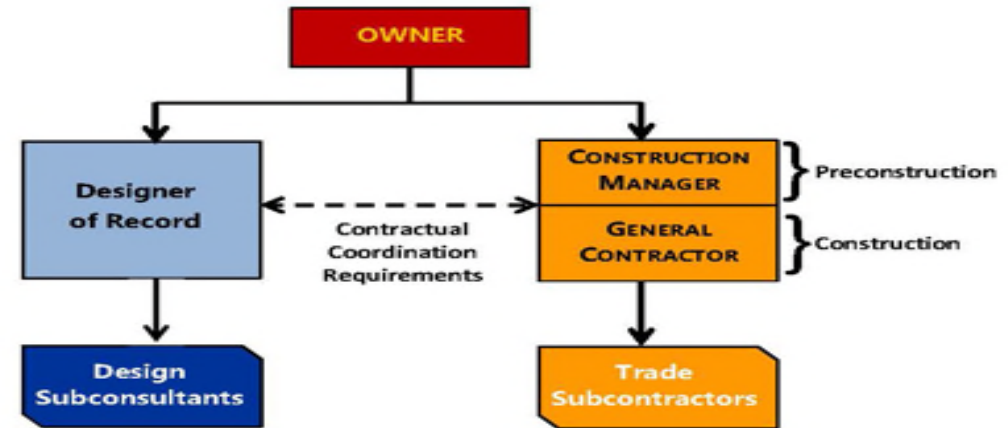 OWNER
Designer
of Record
CONSTRUCTION
MANAGER
Preconstruction
Contractual
Coordination
Requirements
GENERAL
CONTRACTOR
Construction
Design
Subconsultants
Trade
Subcontractors